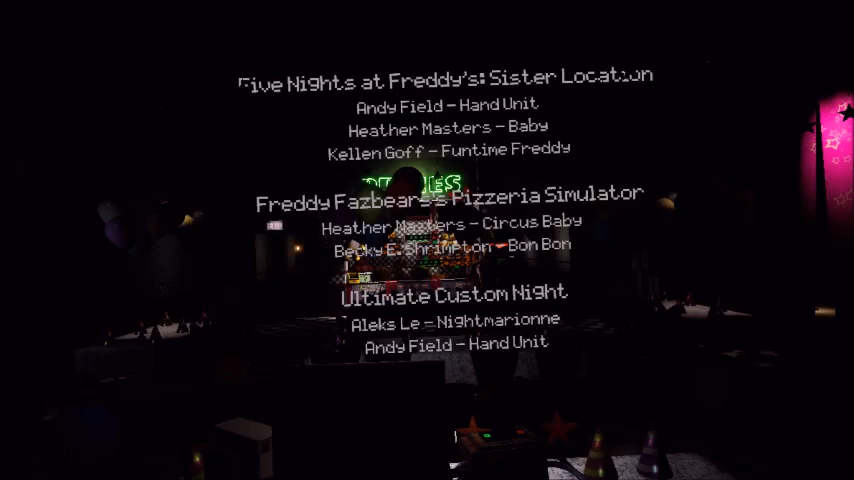 Five Nights at Freddy's: Sister Location
Andy Field - Hand Unit
Heather Masters - Baby
Kellen Goff - Funtime Freddy
Freddy Fazbears's Pizzeria Simulator
Heather Masters - Circus Baby
Becky E. Shrimpton - Bon Bon
Ultimate Custom Night
Aleks Le - Nightmarionne
Andy Field - Hand Unit